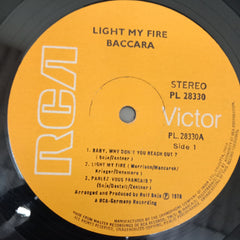 LIGHT MY FIRE
BACCARA
STEREO
PL 28330
RCA
Victor
PL.28330A
Side 1
1. BABY, WHY DON'T YOU REACH OUT?
(Soja/Zentner)
2. LIGHT MY FIRE (Morrison/Manzarek/
Krieger/Densmore)
3. PARLEZ VOUS FRANCAIS?
(Soja/Dostal/Zentner)
Arranged and Produced by Rolf Soja ℗ 1978
A RCA-Germany Recording